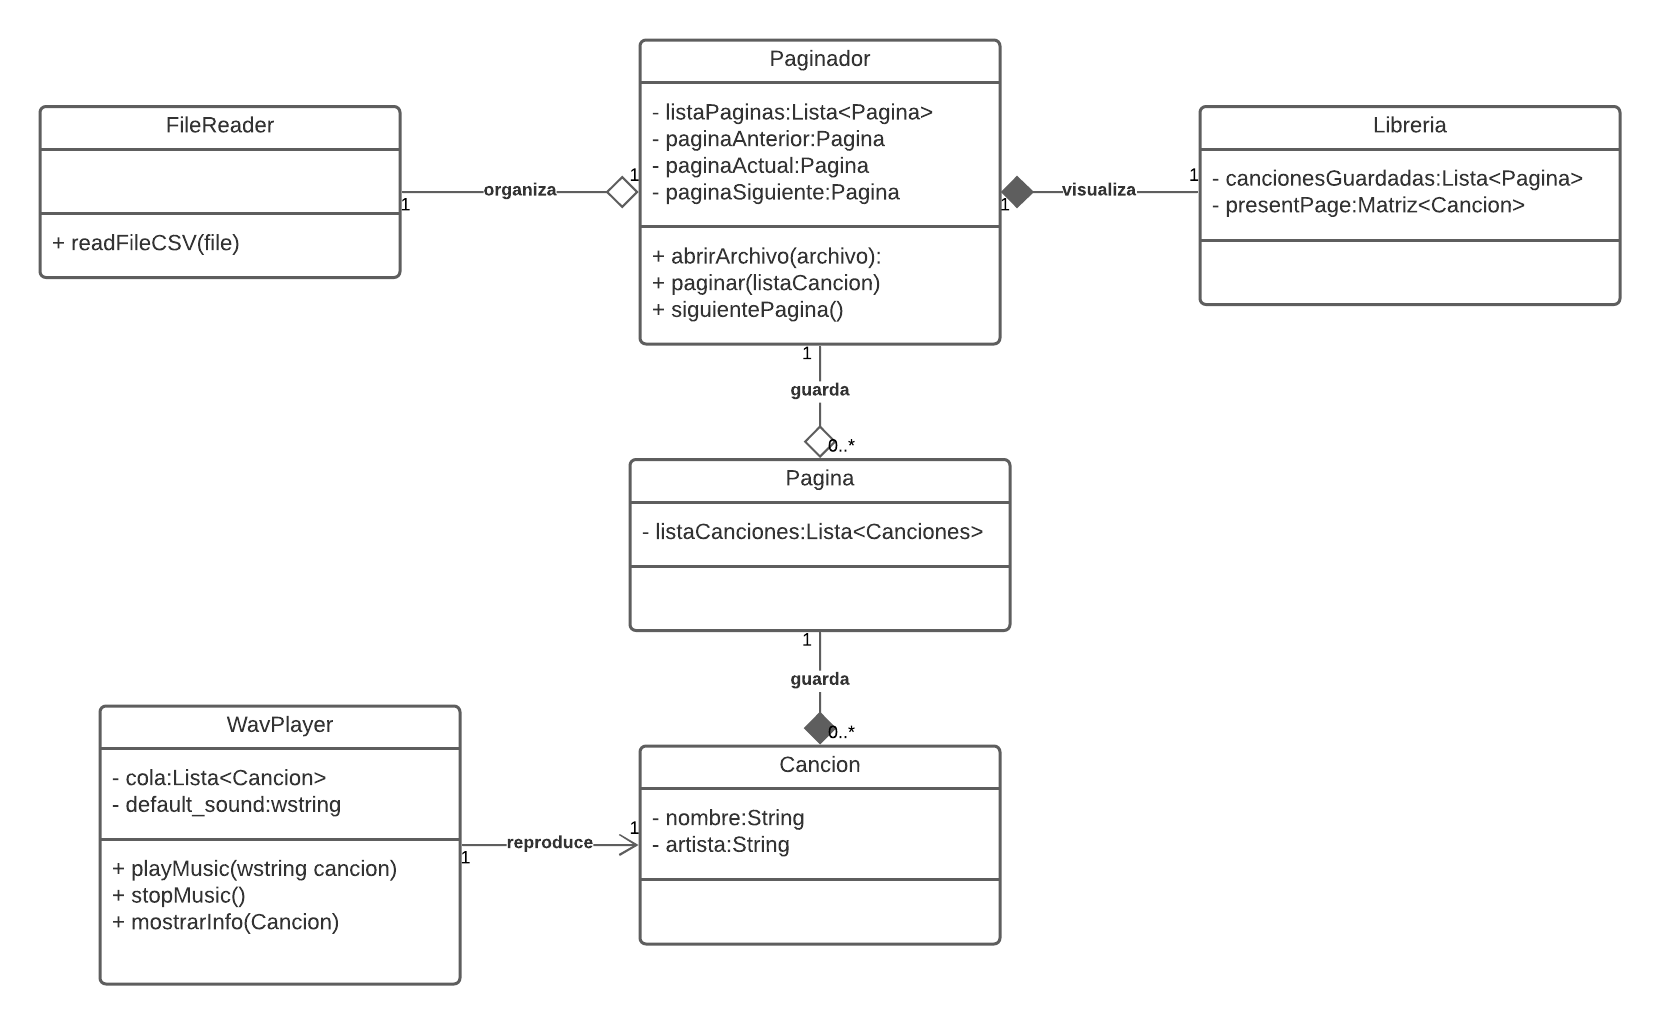 Paginador
- listaPaginas:Lista<Pagina>
- paginaAnterior:Pagina
- paginaActual:Pagina
- paginaSiguiente:Pagina
+ abrirArchivo(archivo):
+ paginar(listaCancion)
+ siguientePagina()
FileReader
+ readFileCSV(file)
1
organiza
1
Libreria
- cancionesGuardadas:Lista<Pagina>
- presentPage:Matriz<Cancion>
1
visualiza
1
1
guarda
0..*
Pagina
- listaCanciones:Lista<Canciones>
1
guarda
0..*
WavPlayer
- cola:Lista<Cancion>
- default_sound:wstring
+ playMusic(wstring cancion)
+ stopMusic()
+ mostrarInfo(Cancion)
1
reproduce
1
Cancion
- nombre:String
- artista:String